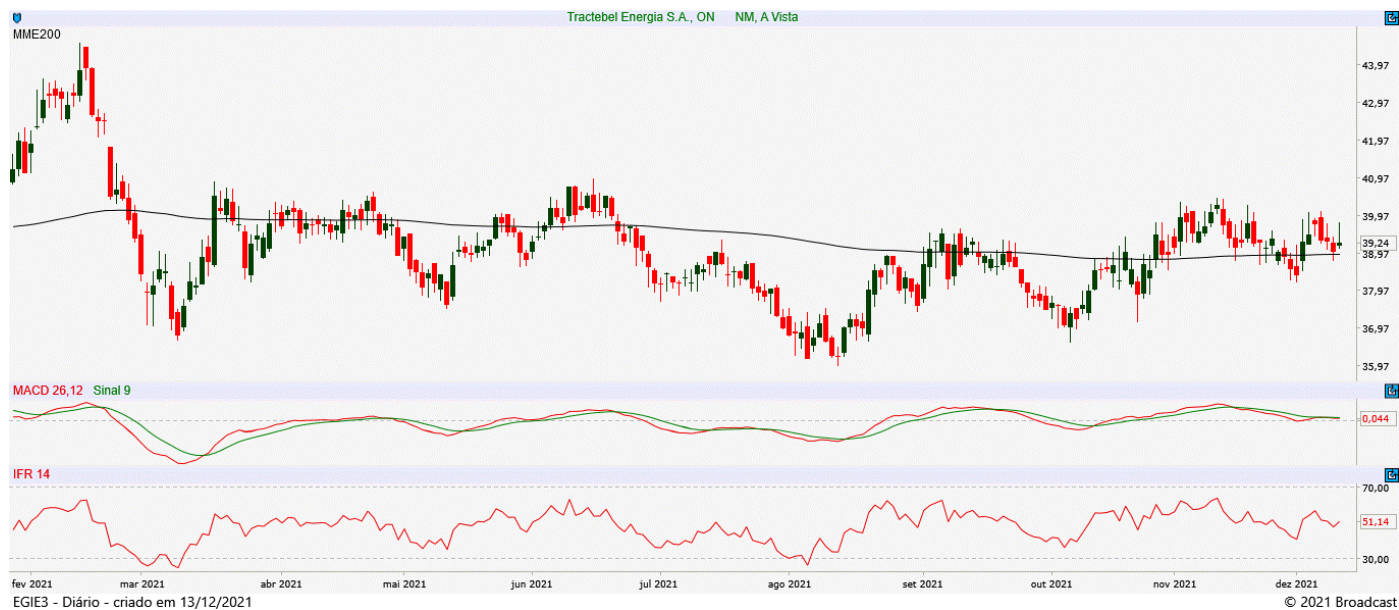 Tractebel Energia S.A., ON NM, A Vista
MME200
43,97
42,97
41,97
40,97
39,97
39,24
38,97
37,97
36,97
35,97
MACD 26,12 Sinal 9
0,044
IFR 14
70,00
51,14
30,00
fev 2021 mar 2021 abr 2021 mai 2021 jun 2021 jul 2021 ago 2021 set 2021 out 2021 nov 2021 dez 2021
EGIE3 - Diário - criado em 13/12/2021 © 2021 Broadcast